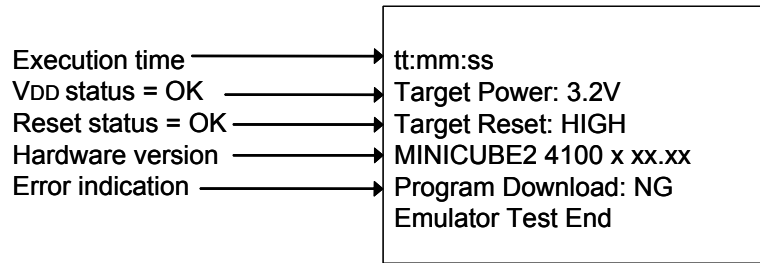 Execution time
VDD status = OK
Reset status = OK
Hardware version
Error indication
tt:mm:ss
Target Power: 3.2V
Target Reset: HIGH
MINICUBE2 4100 x xx.xx
Program Download: NG
Emulator Test End